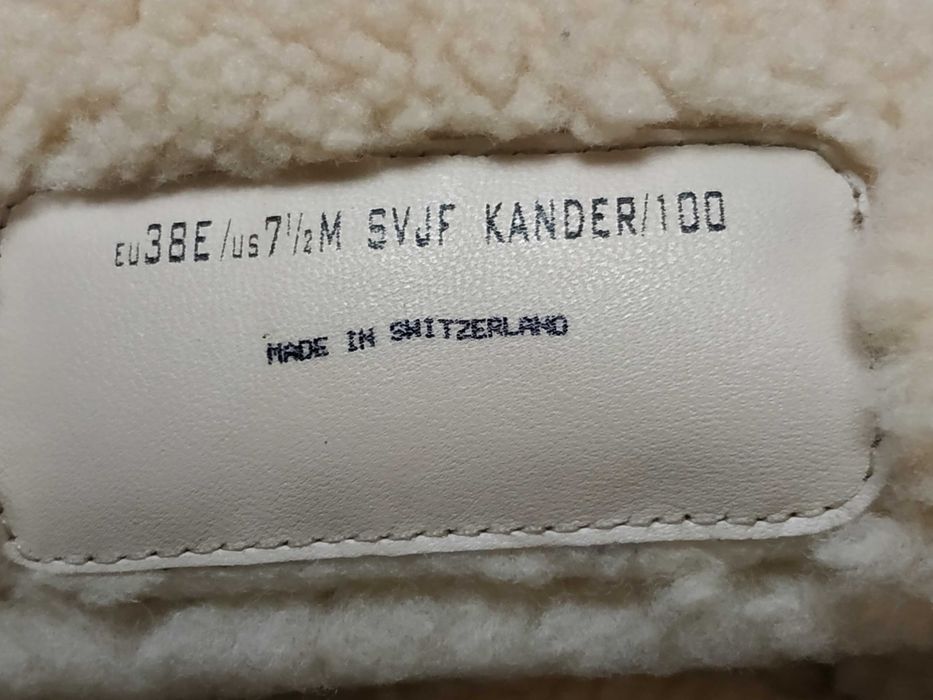 EU38E/US7½M SVJF KANDER/100
MADE IN SWITZERLAND